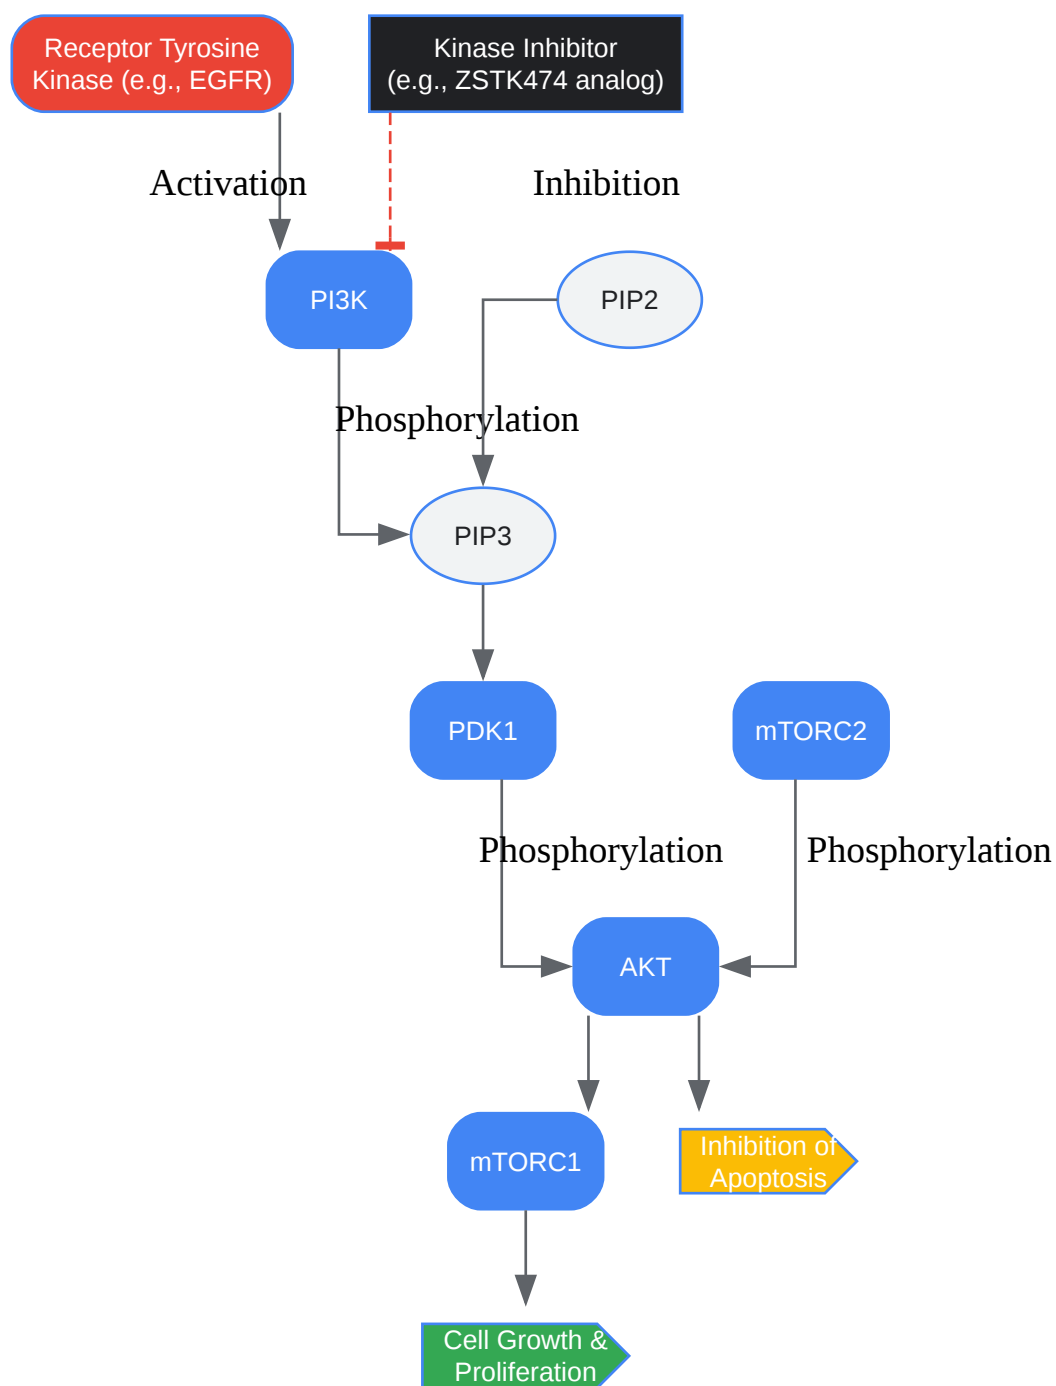 Receptor Tyrosine
Kinase (e.g., EGFR)
Kinase Inhibitor
(e.g., ZSTK474 analog)
Activation
Inhibition
PI3K
PIP2
Phosphorylation
PIP3
PDK1
mTORC2
Phosphorylation
Phosphorylation
AKT
mTORC1
Inhibition of
Apoptosis
Cell Growth &
Proliferation